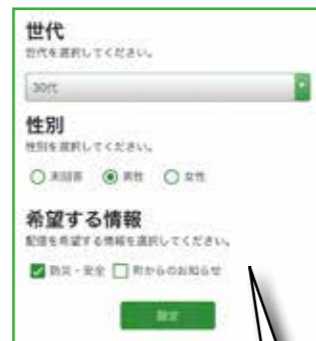 世代
世代を選択してください。
30代
性別
性別を選択してください。
未回答 男性 女性
希望する情報
配信を希望する情報を選択してください。
防災・安全 町からのお知らせ
設定